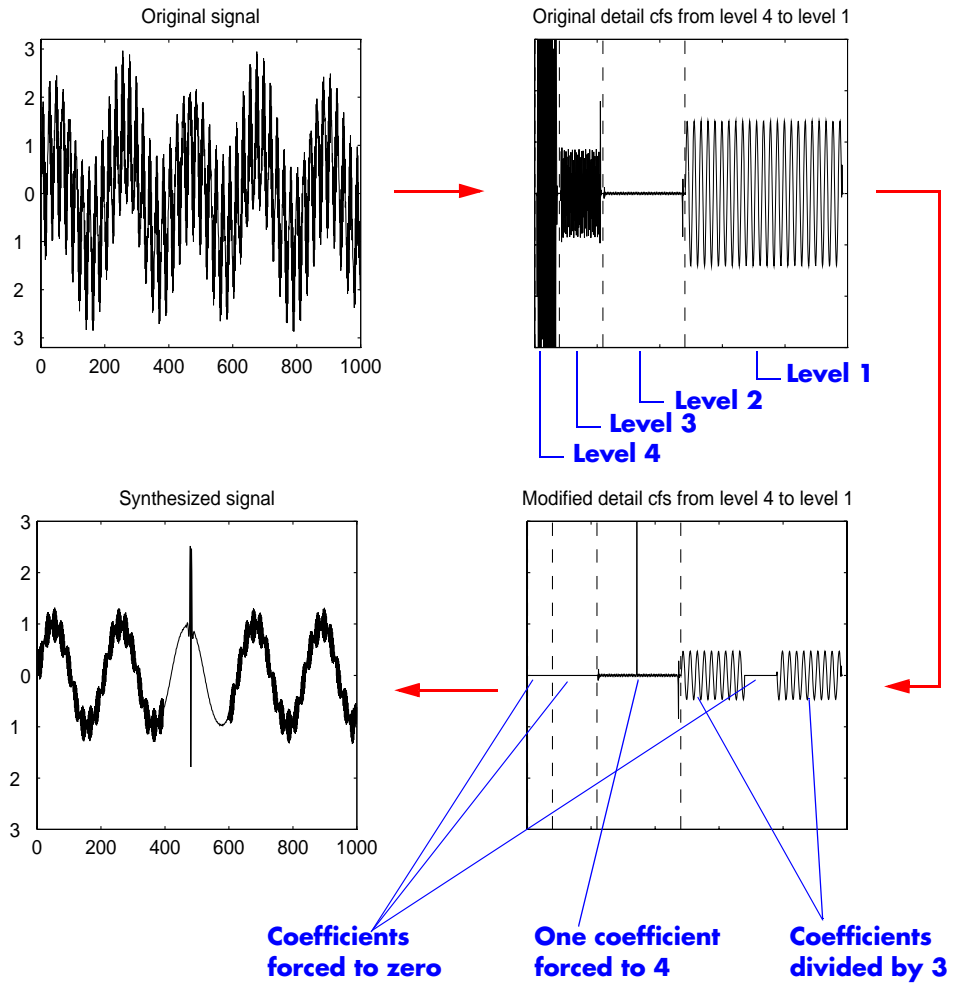 Original signal
Original detail cfs from level 4 to level 1
3
2
1
0
1
2
3
0 200 400 600 800 1000
Level 1
Level 2
Level 3
Level 4
Synthesized signal
Modified detail cfs from level 4 to level 1
3
2
1
0
1
2
3
0 200 400 600 800 1000
Coefficients
forced to zero
One coefficient
forced to 4
Coefficients
divided by 3